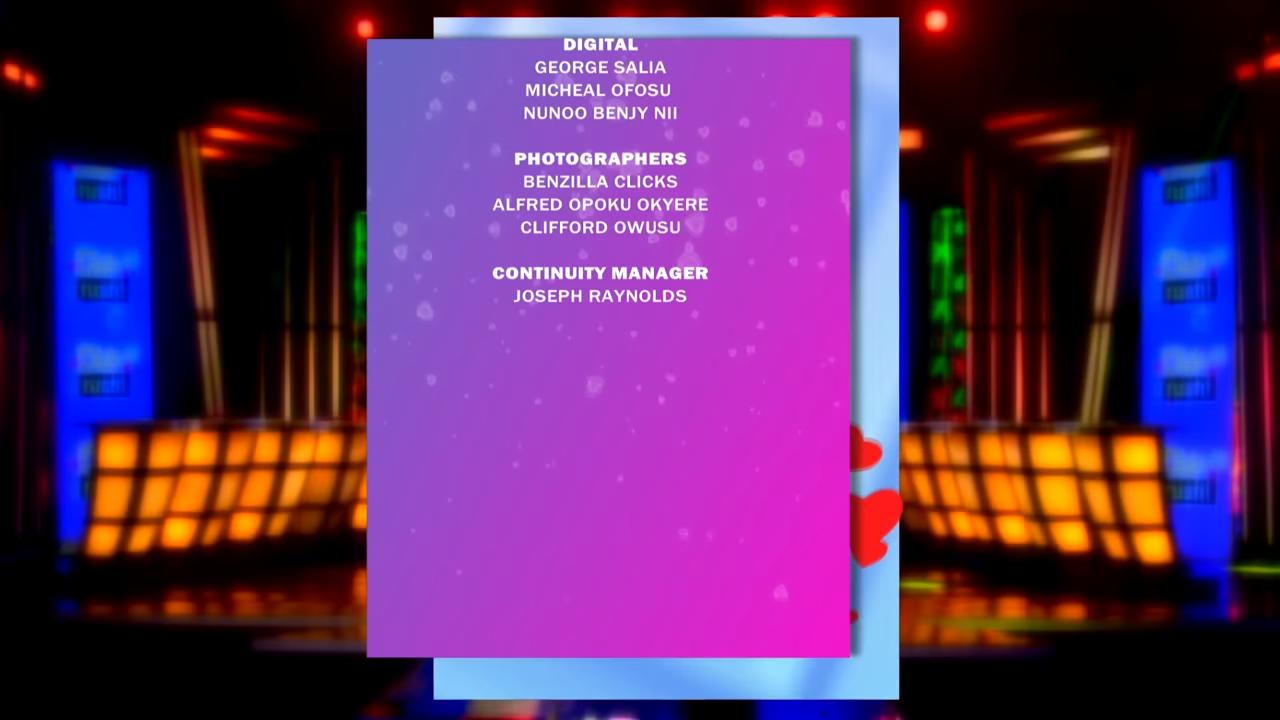 DIGITAL
GEORGE SALIA
MICHEAL OFOSU
NUNOO BENJY NII
PHOTOGRAPHERS
BENZILLA CLICKS
ALFRED OPOKU OKYERE
CLIFFORD OWUSU
CONTINUITY MANAGER
JOSEPH RAYNOLDS